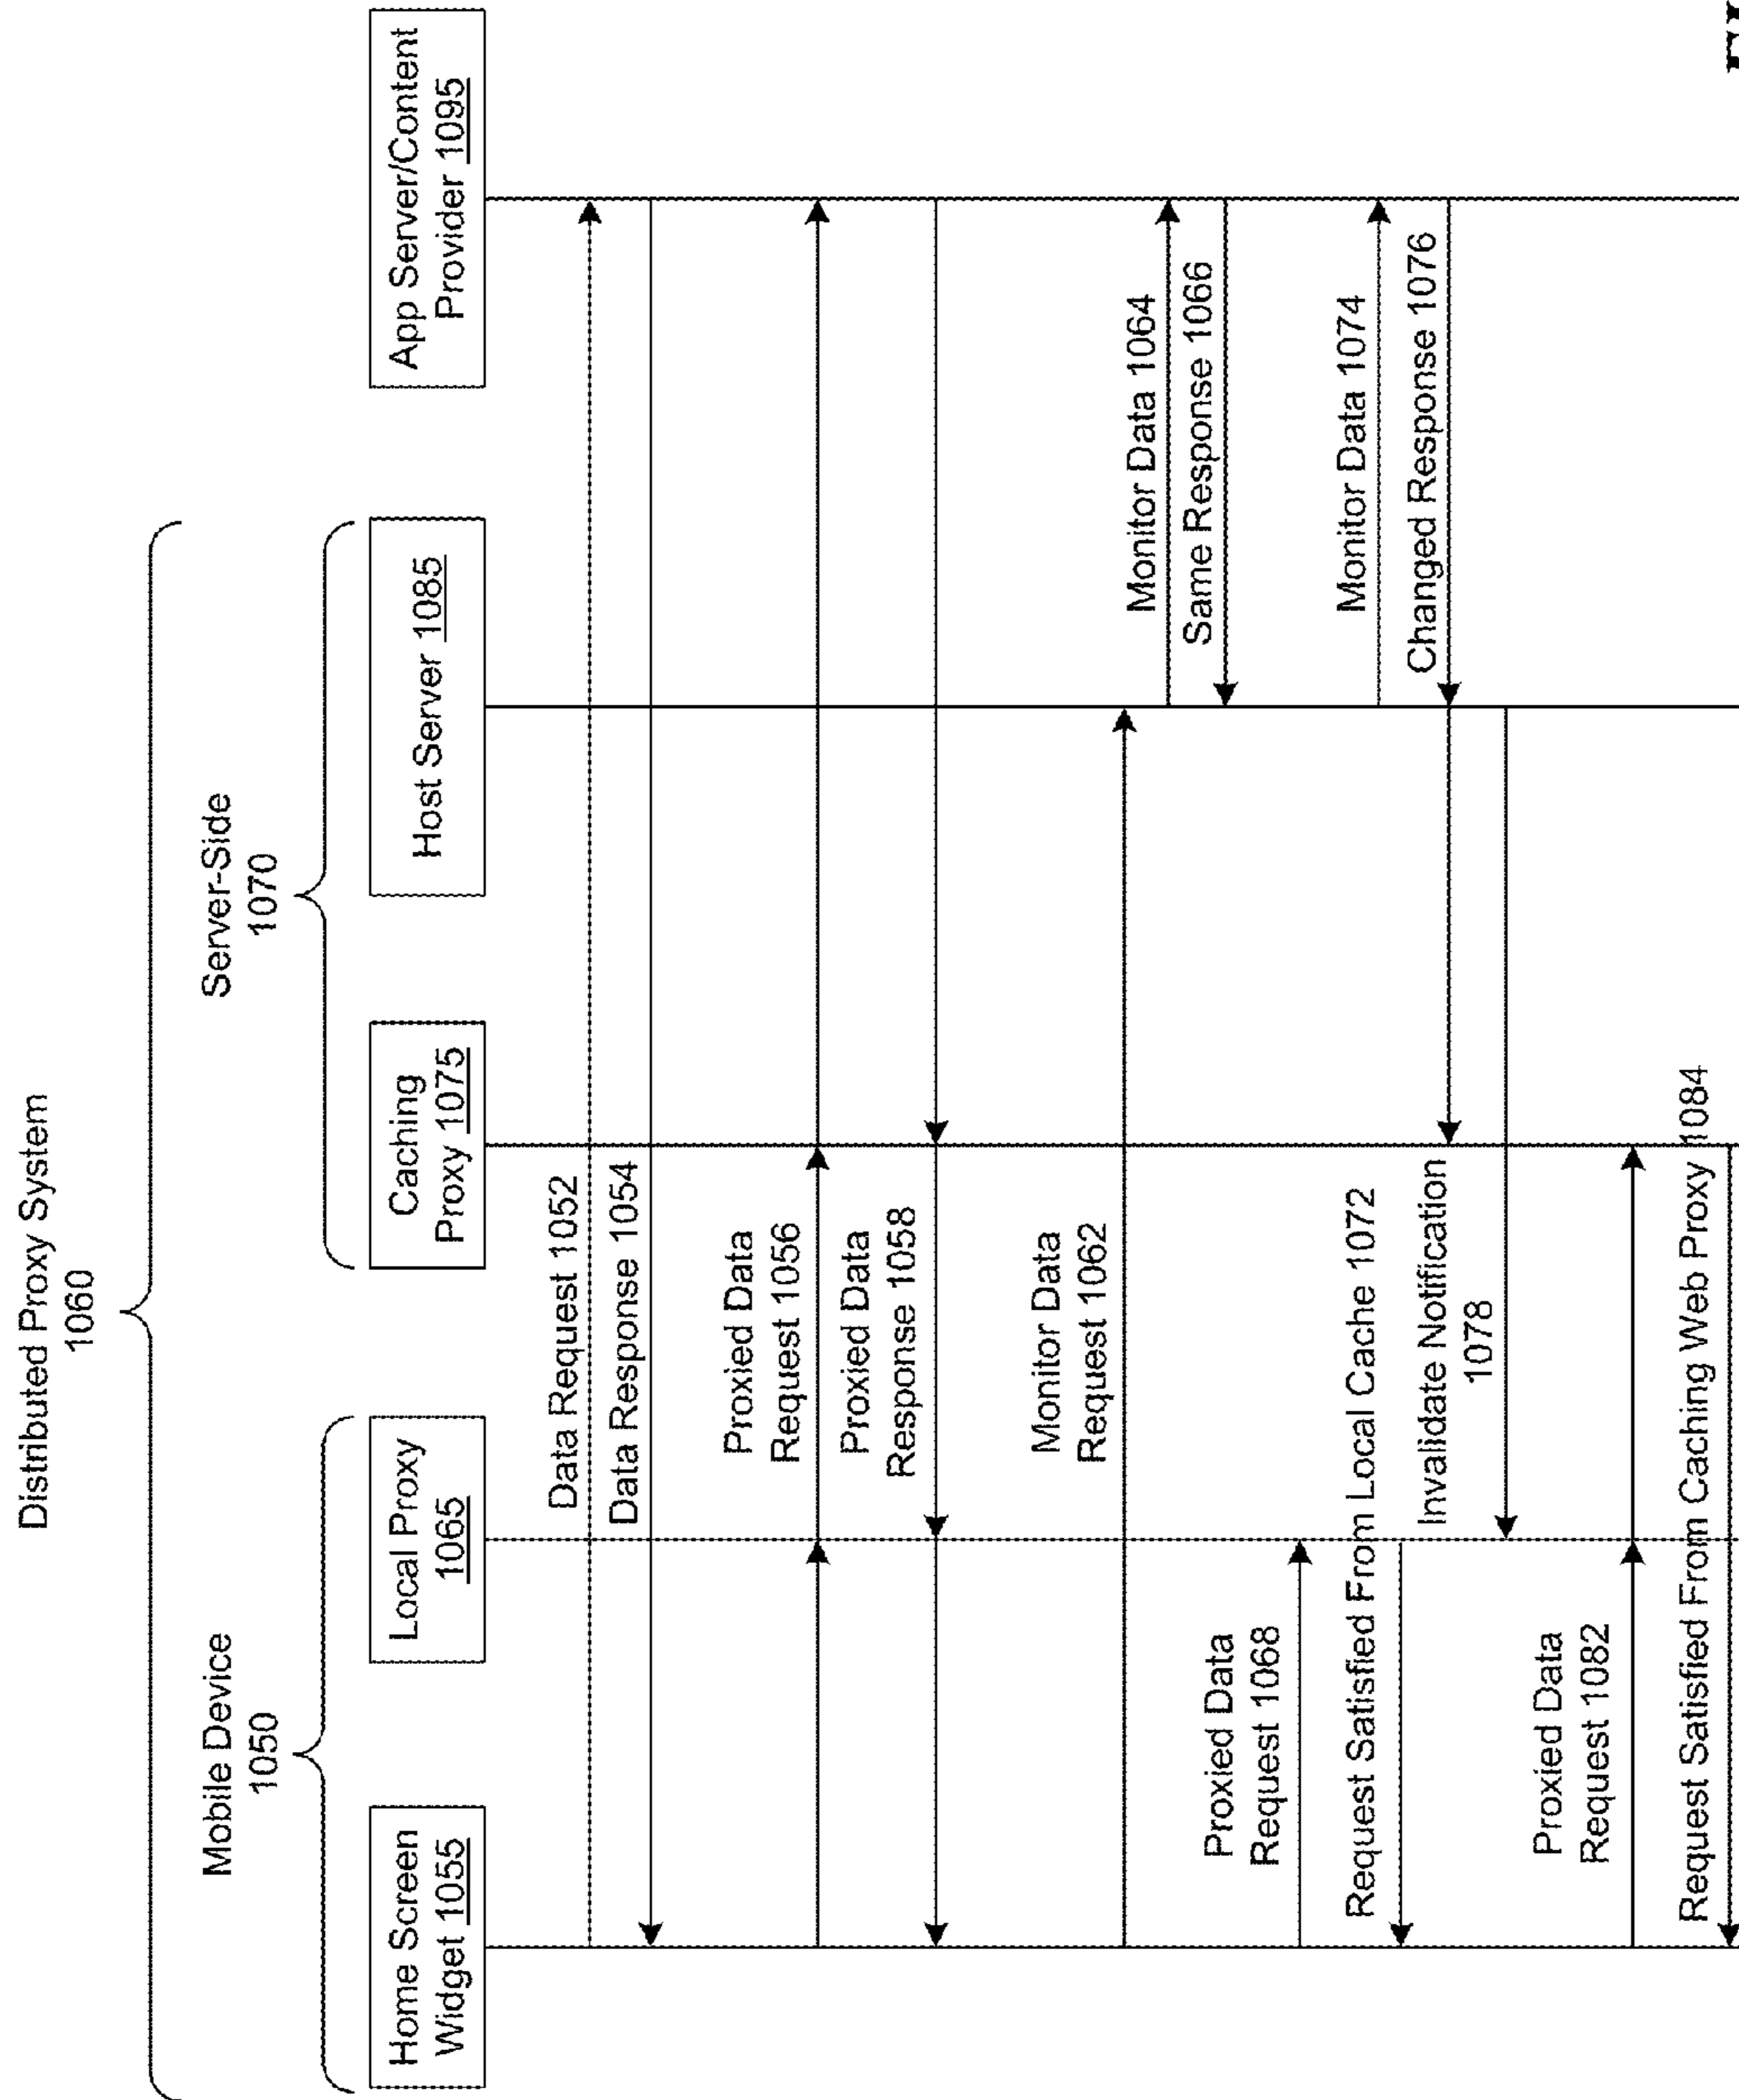 Distributed Proxy System
1060
Mobile Device
1050
Server-Side
1070
Home Screen
Widget 1055
Local Proxy
1065
Caching
Proxy 1075
Host Server 1085
App Server/Content
Provider 1095
Data Request 1052
Data Response 1054
Proxied Data
Request 1056
Proxied Data
Response 1058
Monitor Data
Request 1062
Monitor Data 1064
Same Response 1066
Proxied Data
Request 1068
Request Satisfied From Local Cache 1072
Monitor Data 1074
Changed Response 1076
Invalidate Notification
1078
Proxied Data
Request 1082
Request Satisfied From Caching Web Proxy 1084